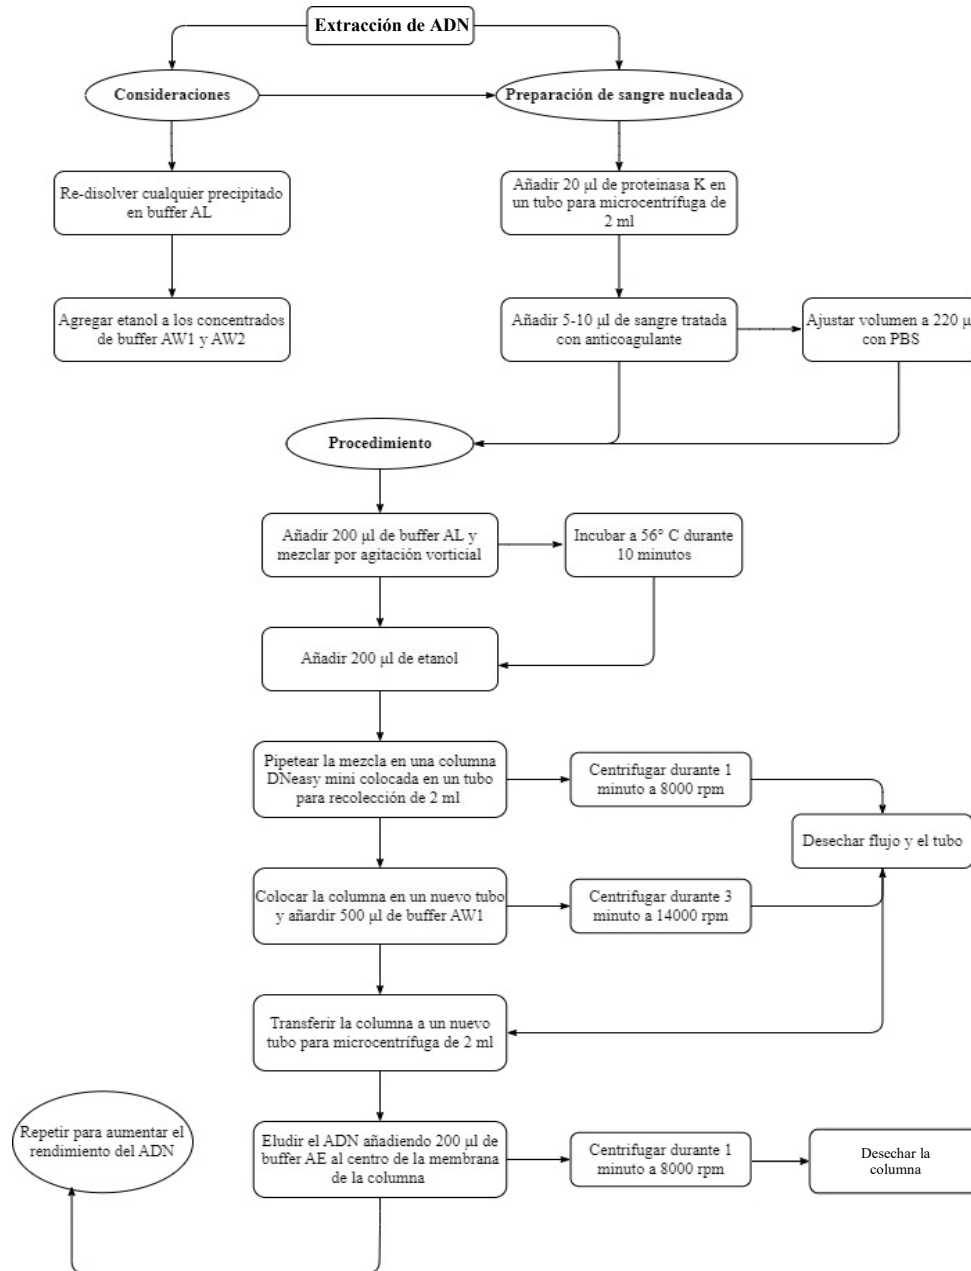 Extracción de ADN
Consideraciones
Preparación de sangre nucleada
Re-disolver cualquier precipitado
en buffer AL
Añadir 20 µl de proteinasa K en
un tubo para microcentrífuga de
2 ml
Agregar etanol a los concentrados
de buffer AW1 y AW2
Añadir 5-10 µl de sangre tratada
con anticoagulante
Ajustar volumen a 220 µ
con PBS
Procedimiento
Añadir 200 µl de buffer AL y
mezclar por agitación vorticial
Incubar a 56° C durante
10 minutos
Añadir 200 µl de etanol
Pipetear la mezcla en una columna
DNeasy mini colocada en un tubo
para recolección de 2 ml
Centrifugar durante 1
minuto a 8000 rpm
Desechar flujo y el tubo
Colocar la columna en un nuevo tubo
y añardir 500 µl de buffer AW1
Centrifugar durante 3
minuto a 14000 rpm
Transferir la columna a un nuevo
tubo para microcentrífuga de 2 ml
Repetir para aumentar el
rendimiento del ADN
Eludir el ADN añadiendo 200 µl de
buffer AE al centro de la membrana
de la columna
Centrifugar durante 1
minuto a 8000 rpm
Desechar la
columna